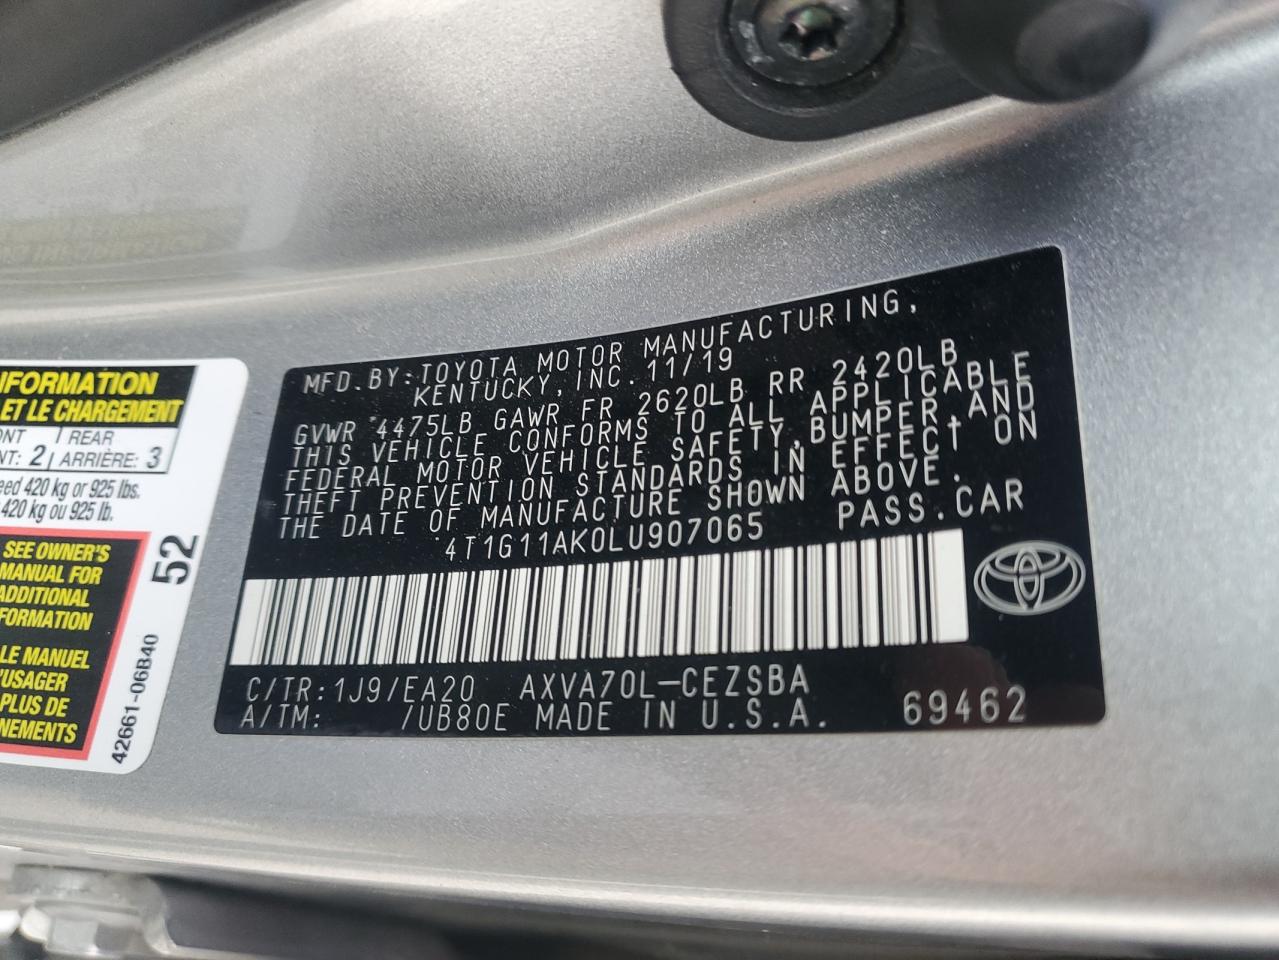 NFORMATION
ET LE CHARGEMENT
ONT 2 REAR 3
NT: ARRIÈRE:
eed 420 kg or 925 lbs.
420 kg ou 925 lb.
SEE OWNER'S
MANUAL FOR
ADDITIONAL
FORMATION
LE MANUEL
'USAGER
PLUS DE
NEMENTS
52
42661-06B40
MFD.BY:TOYOTA MOTOR MANUFACTURING,
KENTUCKY,INC.11/19
GVWR 4475LB GAWR FR 2620LB RR 2420LB
THIS VEHICLE CONFORMS TO ALL APPLICABLE
FEDERAL MOTOR VEHICLE SAFETY,BUMPER,AND
THEFT PREVENTION STANDARDS IN EFFECT ON
THE DATE OF MANUFACTURE SHOWN ABOVE.
4T1G11AK0LU907065 PASS.CAR
C/TR:1J9/EA20 AXVA70L-CEZSBA
A/TM: /UB80E MADE IN U.S.A. 69462